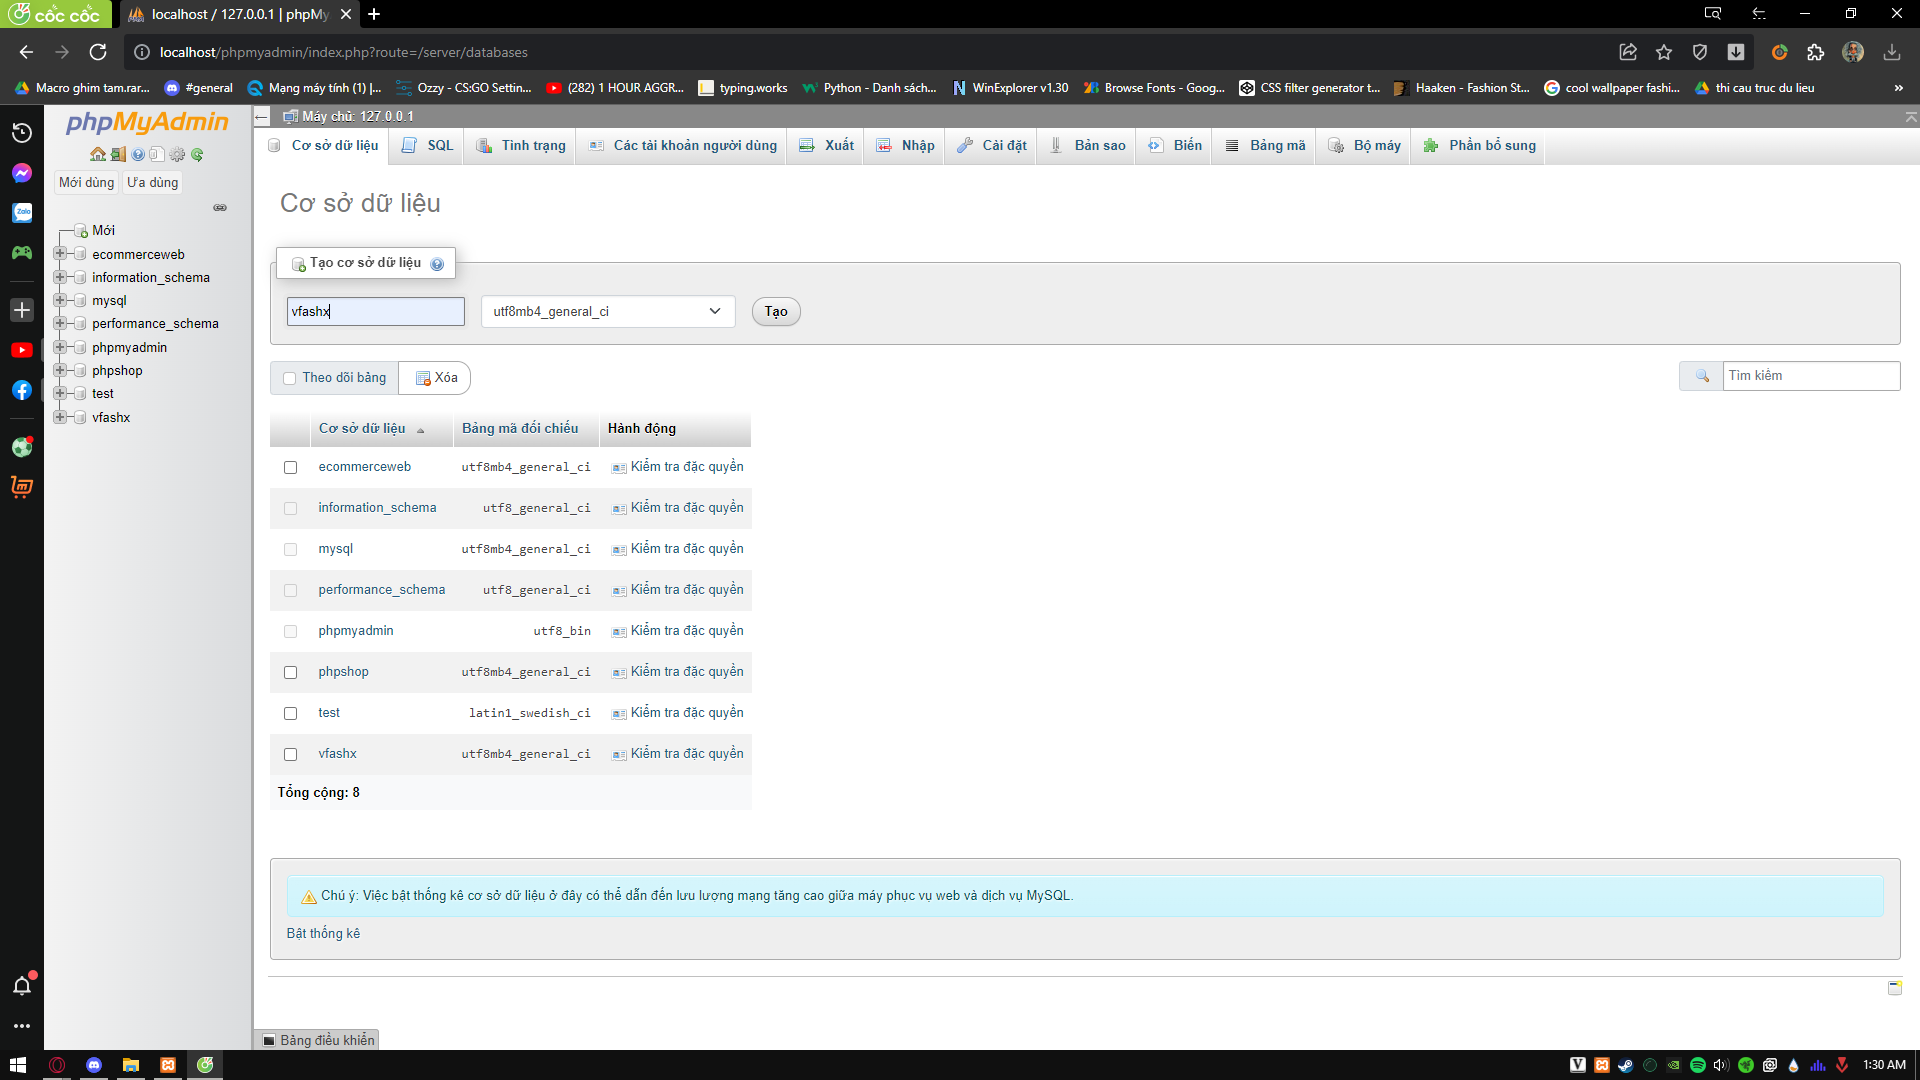 cốc cốc
localhost / 127.0.0.1 | phpMy
localhost/phpmyadmin/index.php?route=/server/databases
Macro ghim tam.rar...
#general
Mạng máy tính (1) |...
Ozzy - CS:GO Settin...
(282) 1 HOUR AGGR...
typing.works
Python - Danh sách...
WinExplorer v1.30
Browse Fonts - Goog...
CSS filter generator t...
Haaken - Fashion St...
cool wallpaper fashi...
thi cau truc du lieu
»
phpMyAdmin
Mới dùng
Ưa dùng
Mới
ecommerceweb
information_schema
mysql
performance_schema
phpmyadmin
phpshop
test
vfashx
Máy chủ: 127.0.0.1
Cơ sở dữ liệu
SQL
Tình trạng
Các tài khoản người dùng
Xuất
Nhập
Cài đặt
Bản sao
Biến
Bảng mã
Bộ máy
Phần bổ sung
Cơ sở dữ liệu
Tạo cơ sở dữ liệu
vfashx
utf8mb4_general_ci
Tạo
Theo dõi bảng
Xóa
Tìm kiếm
Cơ sở dữ liệu Bảng mã đối chiếu Hành động
ecommerceweb utf8mb4_general_ci Kiểm tra đặc quyền
information_schema utf8_general_ci Kiểm tra đặc quyền
mysql utf8mb4_general_ci Kiểm tra đặc quyền
performance_schema utf8_general_ci Kiểm tra đặc quyền
phpmyadmin utf8_bin Kiểm tra đặc quyền
phpshop utf8mb4_general_ci Kiểm tra đặc quyền
test latin1_swedish_ci Kiểm tra đặc quyền
vfashx utf8mb4_general_ci Kiểm tra đặc quyền
Tổng cộng: 8
Chú ý: Việc bật thống kê cơ sở dữ liệu ở đây có thể dẫn đến lưu lượng mạng tăng cao giữa máy phục vụ web và dịch vụ MySQL.
Bật thống kê
Bảng điều khiển
1:30 AM